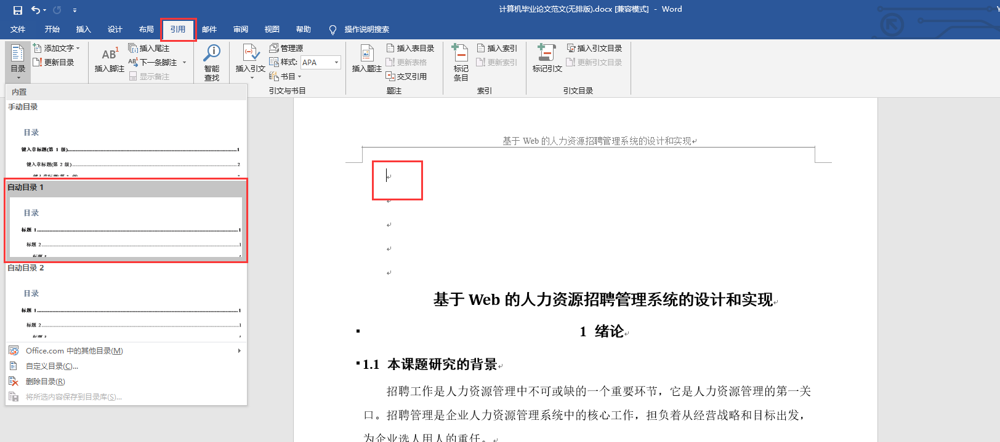 计算机毕业论文范文(无排版).docx [兼容模式] - Word
文件 开始 插入 设计 布局 引用 邮件 审阅 视图 帮助 操作说明搜索
目录
添加文字
更新目录
AB1
插入脚注
插入尾注
下一条脚注
显示备注
智能
查找
插入引文
管理源
样式: APA
书目
引文与书目
插入题注
插入表目录
更新表格
交叉引用
题注
标记
条目
插入索引
更新索引
索引
标记引文
插入引文目录
更新引文目录
引文目录
内置
手动目录
目录
键入章标题(第 1 级)........1
键入章标题(第 2 级)........2
键入章标题(第 3 级)........3
自动目录 1
目录
标题 1........1
标题 2........1
标题 3........1
自动目录 2
目录
标题 1........1
标题 2........1
标题 3........1
Office.com 中的其他目录(M)
自定义目录(C)...
删除目录(R)
将所选内容保存到目录库(S)...
基于 Web 的人力资源招聘管理系统的设计和实现
基于 Web 的人力资源招聘管理系统的设计和实现
1 绪论
1.1 本课题研究的背景
招聘工作是人力资源管理中不可或缺的一个重要环节，它是人力资源管理的第一关
口。招聘管理是企业人力资源管理系统中的核心工作，担负着从经营战略和目标出发，
为企业选人用人的重任。